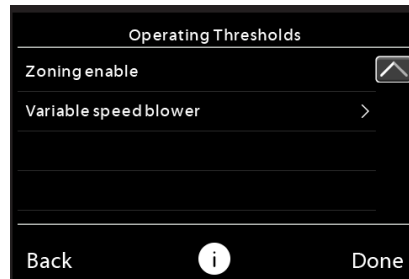 Operating Thresholds
Zoning enable
Variable speed blower >
Back i Done